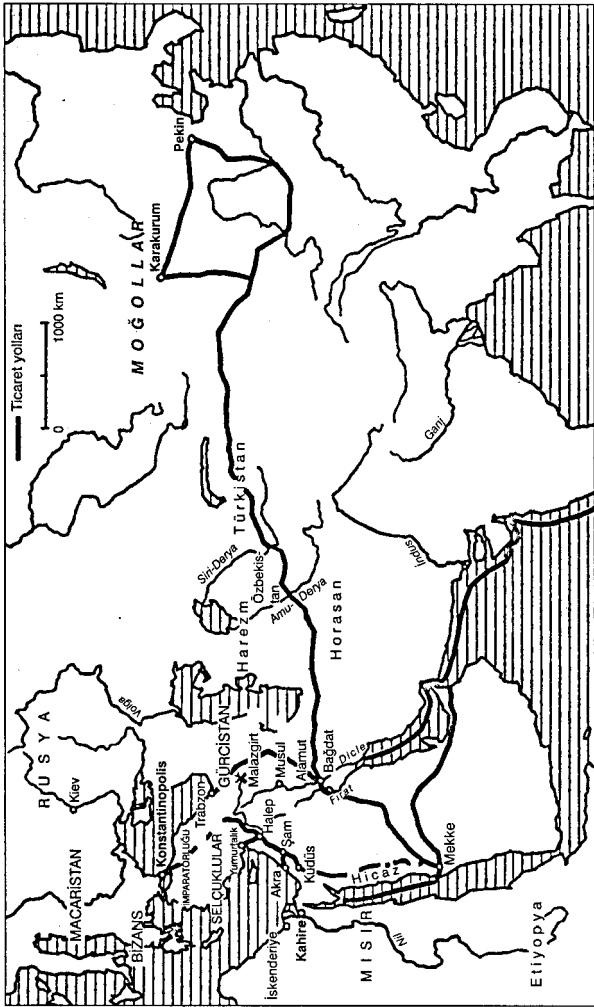 Ticaret yolları
0
1000 km
RUSYA
Kiev
MACARİSTAN
BİZANS
İMPARATORLUĞU
Konstantinopolis
Volga
MOĞOLLAR
Karakurum
Pekin
Trabzon
GÜRCİSTAN
SELÇUKLULAR
Malazgirt
Musul
Alamut
Bağdat
Dicle
Fırat
Halep
Yumurtalık
Şam
Akra
Kudüs
İskenderiye
Kahire
MISIR
Nil
Hicaz
Mekke
Etiyopya
Harezm
Siri-Derya
Özbekis-
tan
Amu-Derya
Türkistan
Horasan
Indus
Ganj